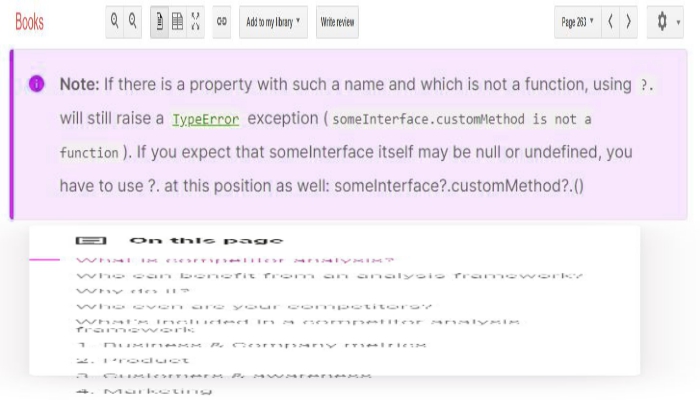 Books
Add to my library
Write review
Page 263
Note: If there is a property with such a name and which is not a function, using ?.
will still raise a TypeError exception ( someInterface.customMethod is not a
function ). If you expect that someInterface itself may be null or undefined, you
have to use ?. at this position as well: someInterface?.customMethod?.()
On this page
What is competitor analysis?
Who can benefit from an analysis framework?
Why do it?
Who even are your competitors?
What's included in a competitor analysis
framework
1. Business & Company metrics
2. Product
3. Customers & awareness
4. Marketing